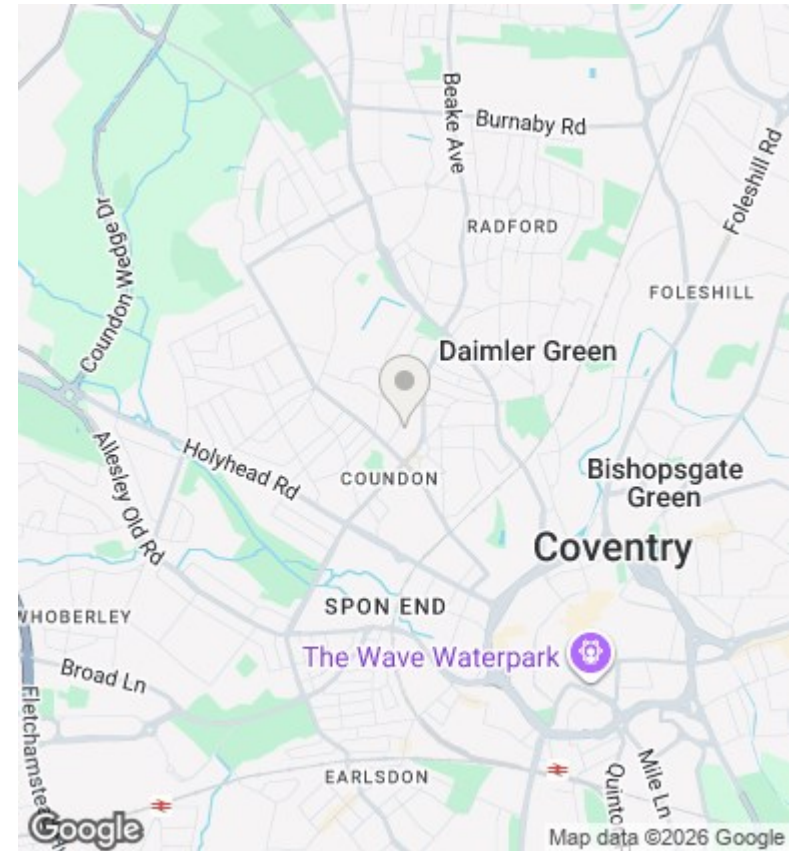 Beake Ave
Burnaby Rd
Foleshill Rd
RADFORD
Coundon Wedge Dr
FOLESHILL
Daimler Green
Holyhead Rd
Allesley Old Rd
COUNDON
Bishopsgate
Green
Coventry
SPON END
WHOBERLEY
The Wave Waterpark
Broad Ln
EARLSDON
Mile Ln
Google
Map data ©2026 Google